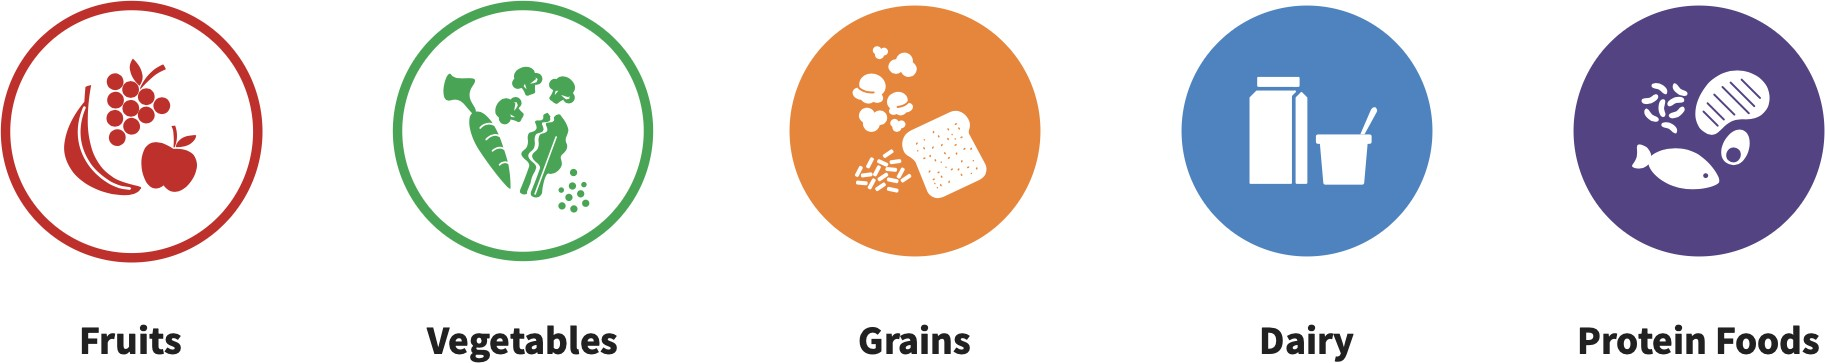 Fruits
Vegetables
Grains
Dairy
Protein Foods